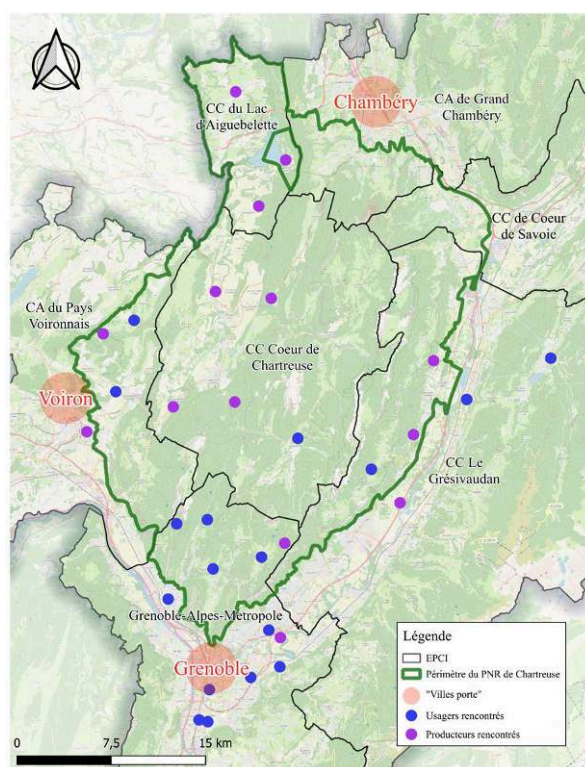 CC du Lac
d'Aiguebelette
Chambéry
CA de Grand
Chambéry
CC de Coeur
de Savoie
CA du Pays
Voironnais
CC Coeur de
Chartreuse
Voiron
CC Le
Grésivaudan
Grenoble-Alpes-Métropole
Grenoble
Légende
EPCI
Périmètre du PNR de Chartreuse
"Villes porte"
Usagers rencontrés
Producteurs rencontrés
0 7,5 15 km